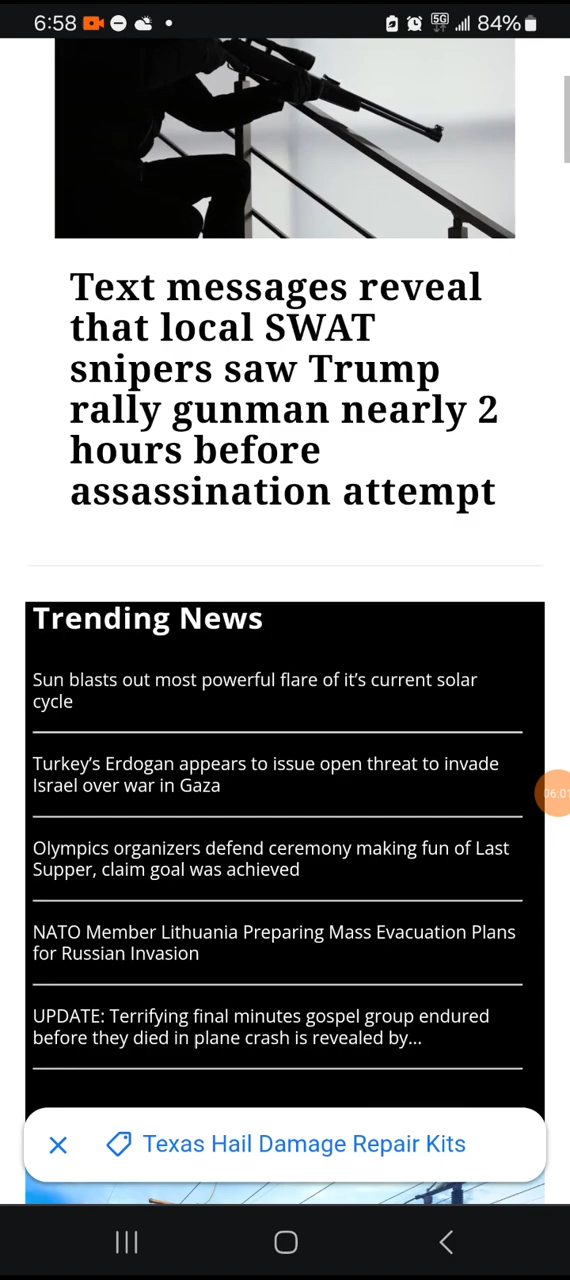 6:58
5G
84%
Text messages reveal
that local SWAT
snipers saw Trump
rally gunman nearly 2
hours before
assassination attempt
Trending News
Sun blasts out most powerful flare of it’s current solar
cycle
Turkey’s Erdogan appears to issue open threat to invade
Israel over war in Gaza
06:01
Olympics organizers defend ceremony making fun of Last
Supper, claim goal was achieved
NATO Member Lithuania Preparing Mass Evacuation Plans
for Russian Invasion
UPDATE: Terrifying final minutes gospel group endured
before they died in plane crash is revealed by...
Texas Hail Damage Repair Kits